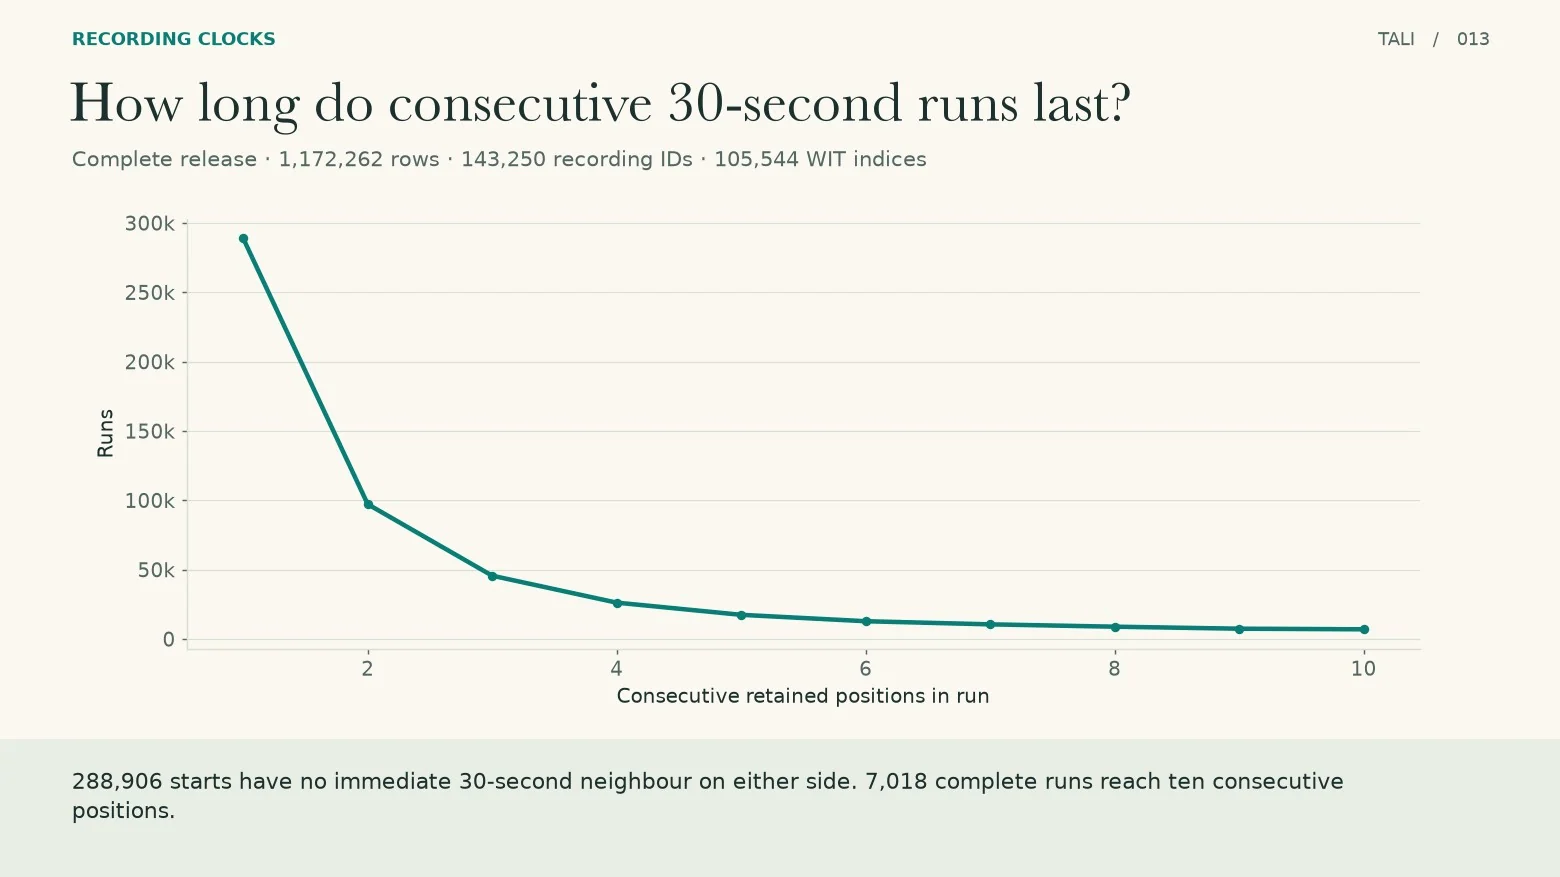 RECORDING CLOCKS
TALI / 013
How long do consecutive 30-second runs last?
Complete release · 1,172,262 rows · 143,250 recording IDs · 105,544 WIT indices
300k
250k
200k
150k
100k
50k
0
Runs
2 4 6 8 10
Consecutive retained positions in run
288,906 starts have no immediate 30-second neighbour on either side. 7,018 complete runs reach ten consecutive
positions.